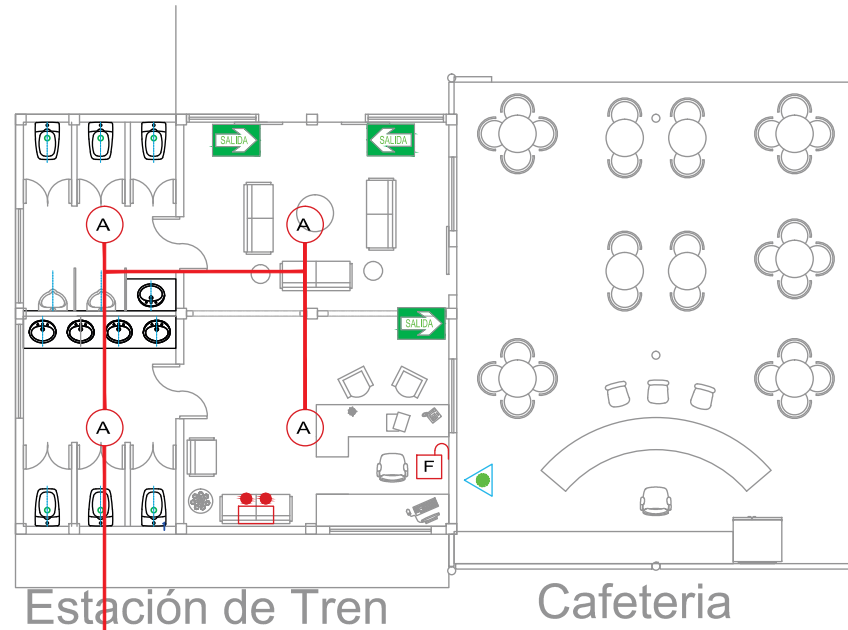 SALIDA
SALIDA
A
A
SALIDA
A
A
F
Estación de Tren
Cafeteria